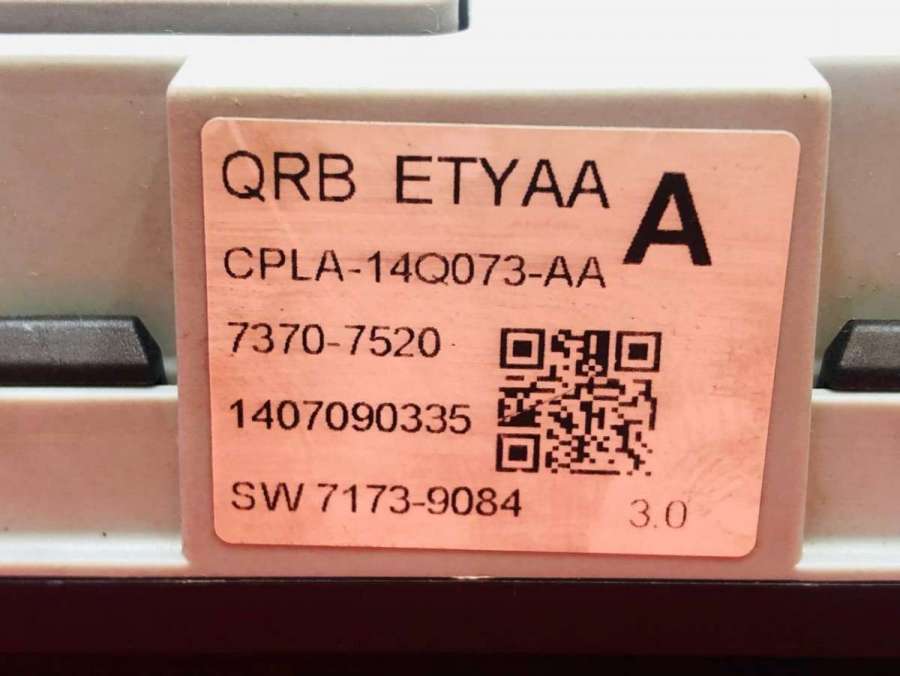 QRB ETYAA A
CPLA-14Q073-AA
7370-7520
1407090335
SW 7173-9084 3.0